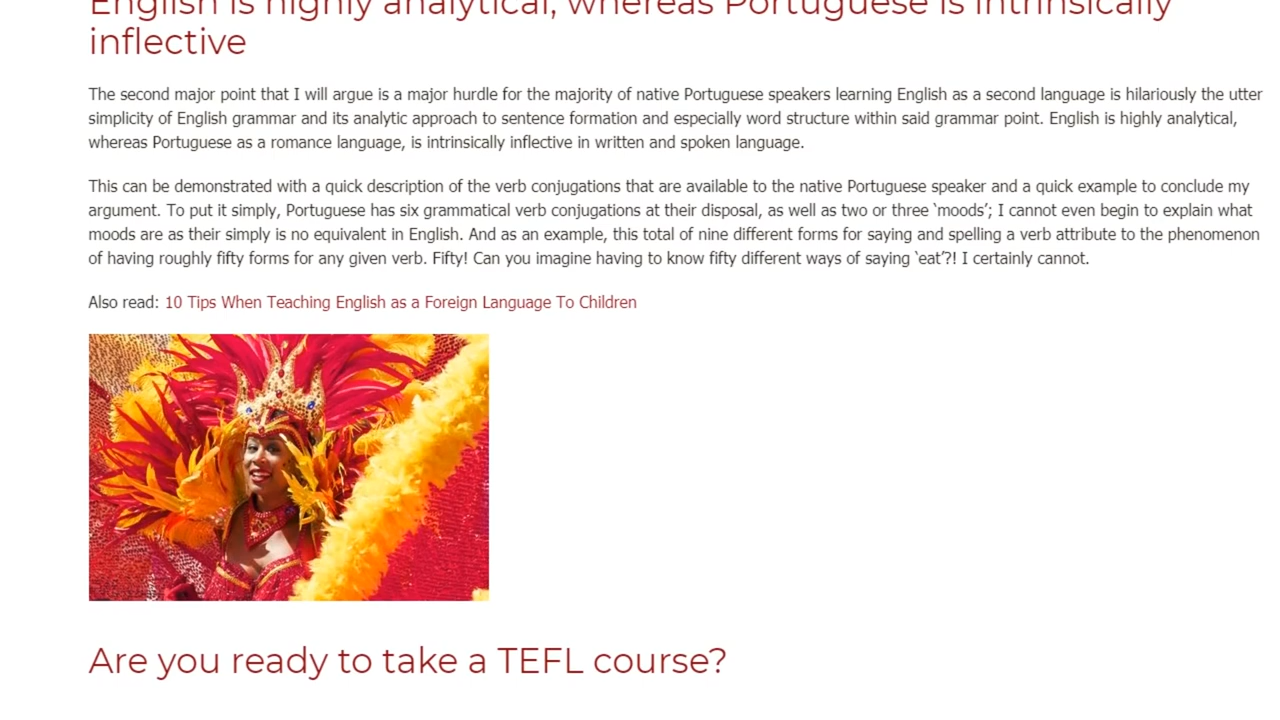 English is highly analytical, whereas Portuguese is intrinsically
inflective
The second major point that I will argue is a major hurdle for the majority of native Portuguese speakers learning English as a second language is hilariously the utter
simplicity of English grammar and its analytic approach to sentence formation and especially word structure within said grammar point. English is highly analytical,
whereas Portuguese as a romance language, is intrinsically inflective in written and spoken language.
This can be demonstrated with a quick description of the verb conjugations that are available to the native Portuguese speaker and a quick example to conclude my
argument. To put it simply, Portuguese has six grammatical verb conjugations at their disposal, as well as two or three ‘moods’; I cannot even begin to explain what
moods are as their simply is no equivalent in English. And as an example, this total of nine different forms for saying and spelling a verb attribute to the phenomenon
of having roughly fifty forms for any given verb. Fifty! Can you imagine having to know fifty different ways of saying ‘eat’?! I certainly cannot.
Also read: 10 Tips When Teaching English as a Foreign Language To Children
Are you ready to take a TEFL course?